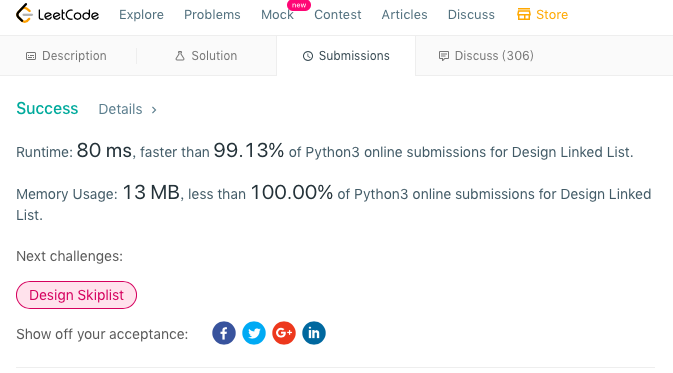 new
LeetCode Explore Problems Mock Contest Articles Discuss Store
Description Solution Submissions Discuss (306)
Success Details >
Runtime: 80 ms, faster than 99.13% of Python3 online submissions for Design Linked List.
Memory Usage: 13 MB, less than 100.00% of Python3 online submissions for Design Linked
List.
Next challenges:
Design Skiplist
Show off your acceptance: f G+ in